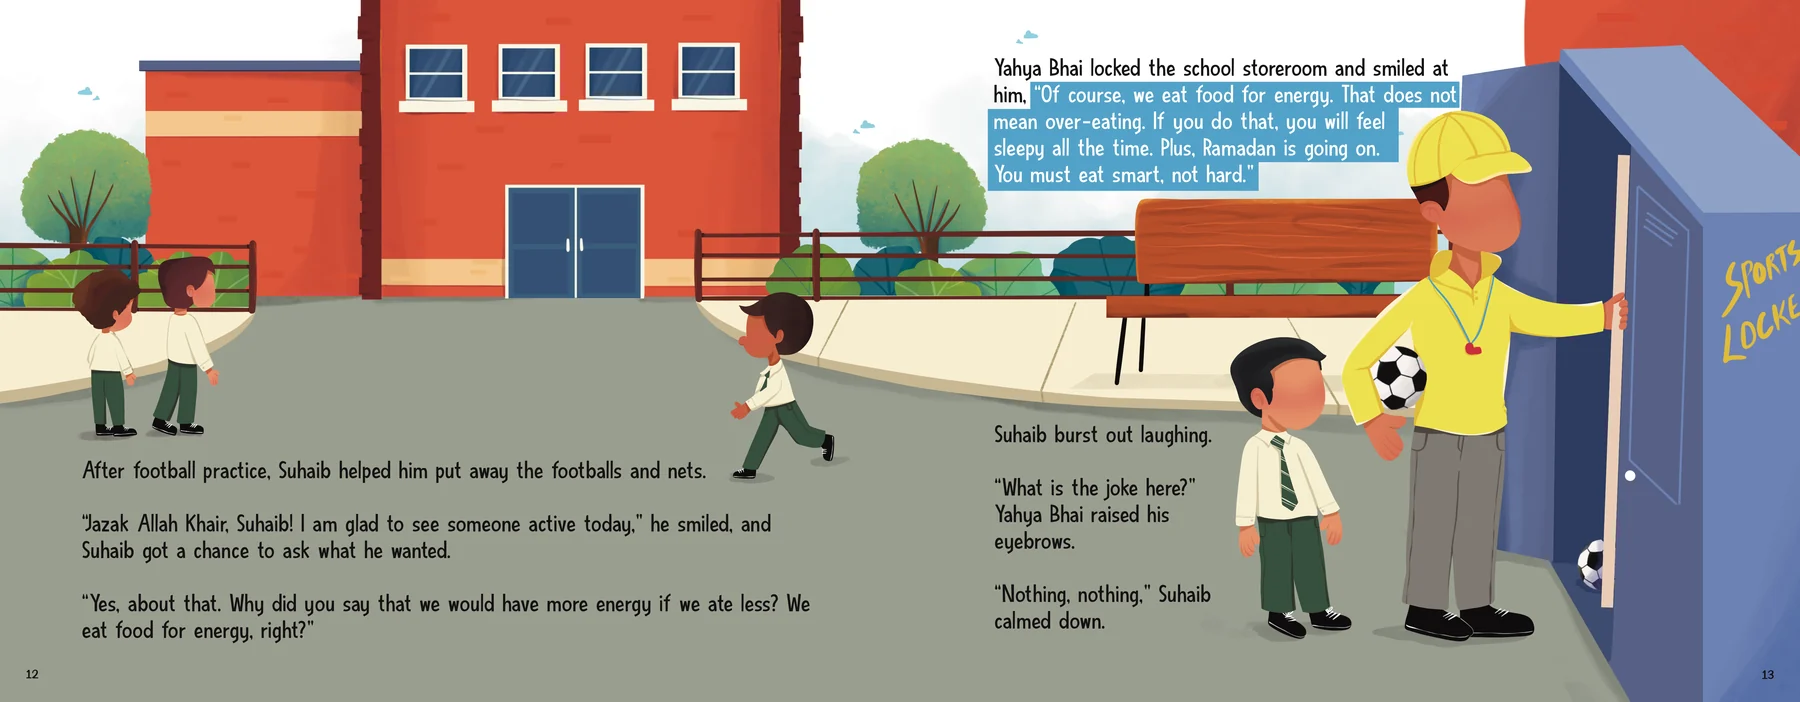 After football practice, Suhaib helped him put away the footballs and nets.
"Jazak Allah Khair, Suhaib! I am glad to see someone active today," he smiled, and
Suhaib got a chance to ask what he wanted.
"Yes, about that. Why did you say that we would have more energy if we ate less? We
eat food for energy, right?"
12
Yahya Bhai locked the school storeroom and smiled at
him, "Of course, we eat food for energy. That does not
mean over-eating. If you do that, you will feel
sleepy all the time. Plus, Ramadan is going on.
You must eat smart, not hard."
SPORTS
LOCKE
Suhaib burst out laughing.
"What is the joke here?"
Yahya Bhai raised his
eyebrows.
"Nothing, nothing," Suhaib
calmed down.
13